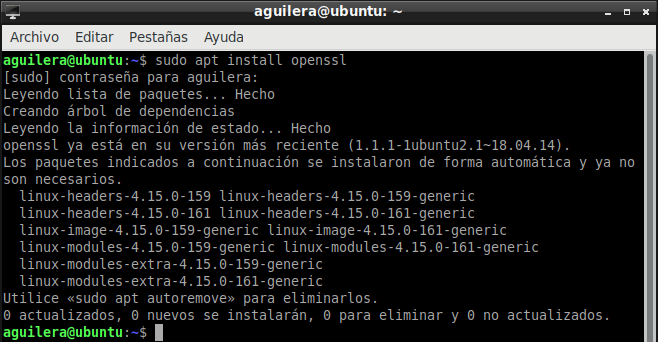 aguilera@ubuntu: ~
Archivo Editar Pestañas Ayuda
aguilera@ubuntu:~$ sudo apt install openssl
[sudo] contraseña para aguilera:
Leyendo lista de paquetes... Hecho
Creando árbol de dependencias
Leyendo la información de estado... Hecho
openssl ya está en su versión más reciente (1.1.1-1ubuntu2.1~18.04.14).
Los paquetes indicados a continuación se instalaron de forma automática y ya no
son necesarios.
linux-headers-4.15.0-159 linux-headers-4.15.0-159-generic
linux-headers-4.15.0-161 linux-headers-4.15.0-161-generic
linux-image-4.15.0-159-generic linux-image-4.15.0-161-generic
linux-modules-4.15.0-159-generic linux-modules-4.15.0-161-generic
linux-modules-extra-4.15.0-159-generic
linux-modules-extra-4.15.0-161-generic
Utilice «sudo apt autoremove» para eliminarlos.
0 actualizados, 0 nuevos se instalarán, 0 para eliminar y 0 no actualizados.
aguilera@ubuntu:~$